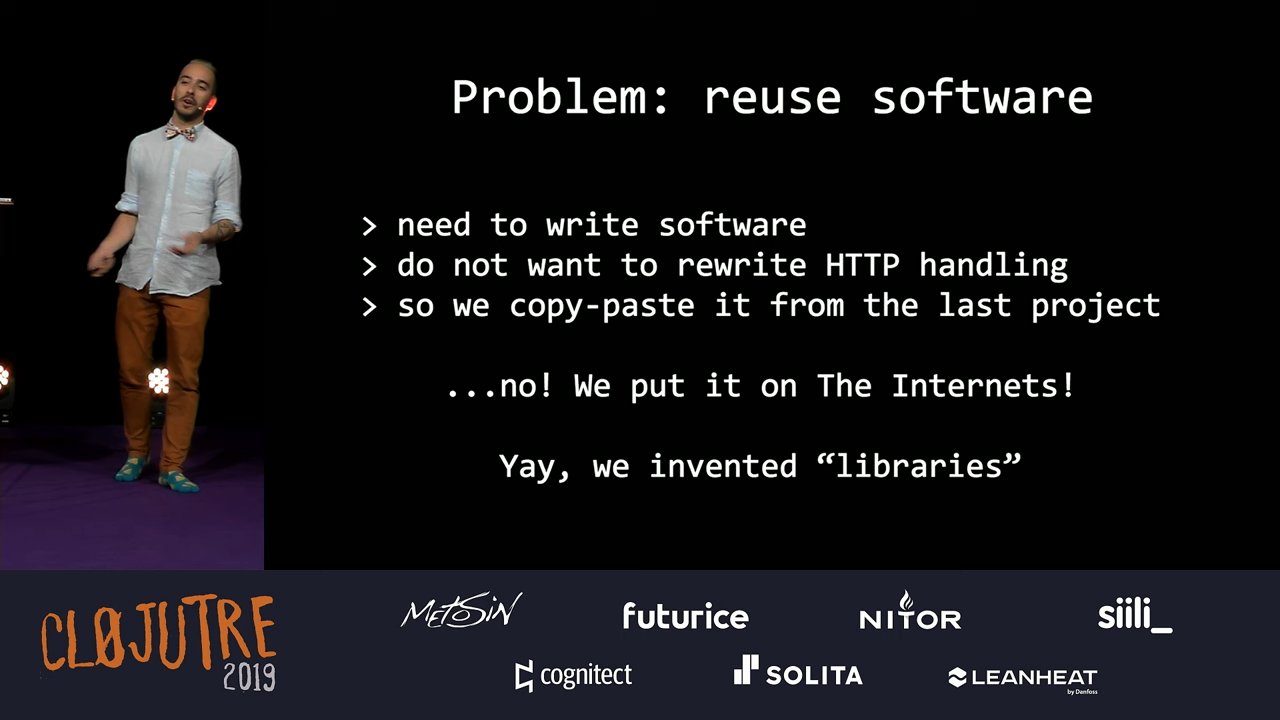 Problem: reuse software
> need to write software
> do not want to rewrite HTTP handling
> so we copy-paste it from the last project
...no! We put it on The Internets!
Yay, we invented “libraries”
CLØJUTRE
2019
METOSIN
futurice
NITOR
siili_
cognitect
SOLITA
LEANHEAT
by Danfoss